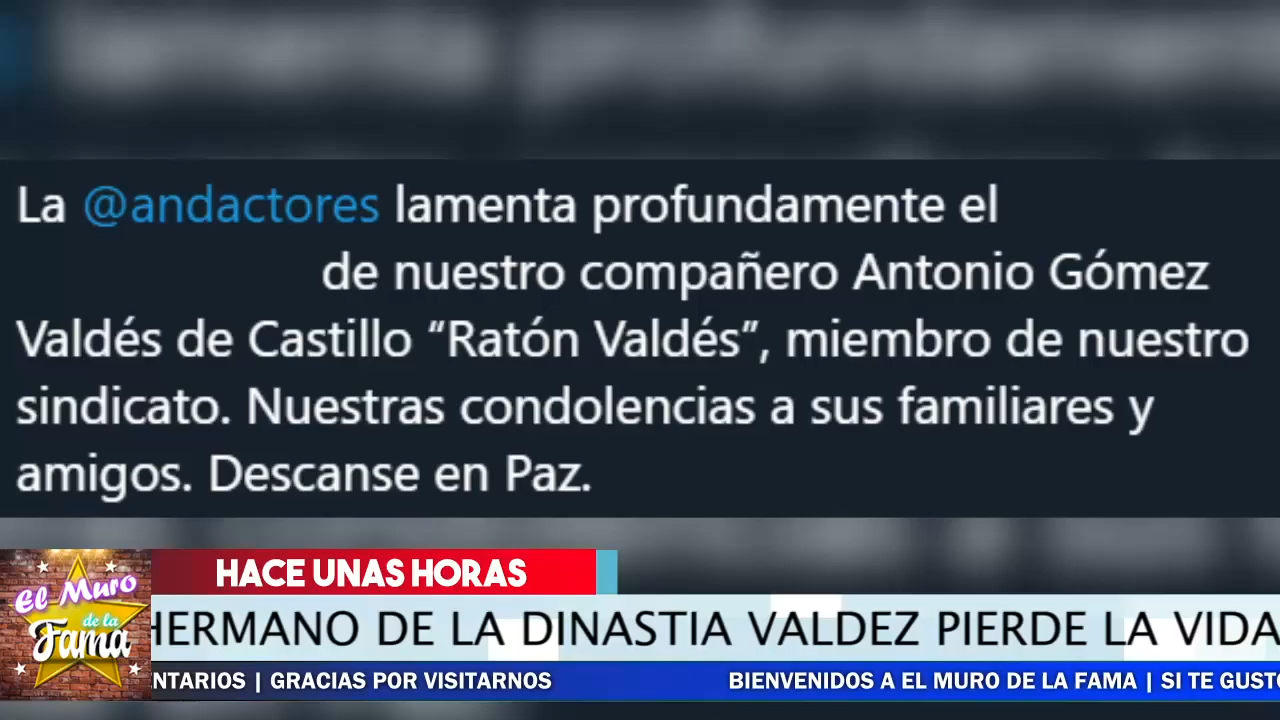 La @andactores lamenta profundamente el
de nuestro compañero Antonio Gómez
Valdés de Castillo “Ratón Valdés”, miembro de nuestro
sindicato. Nuestras condolencias a sus familiares y
amigos. Descanse en Paz.
HACE UNAS HORAS
El Muro
de la
Fama
HERMANO DE LA DINASTIA VALDEZ PIERDE LA VIDA
NTARIOS | GRACIAS POR VISITARNOS BIENVENIDOS A EL MURO DE LA FAMA | SI TE GUSTO